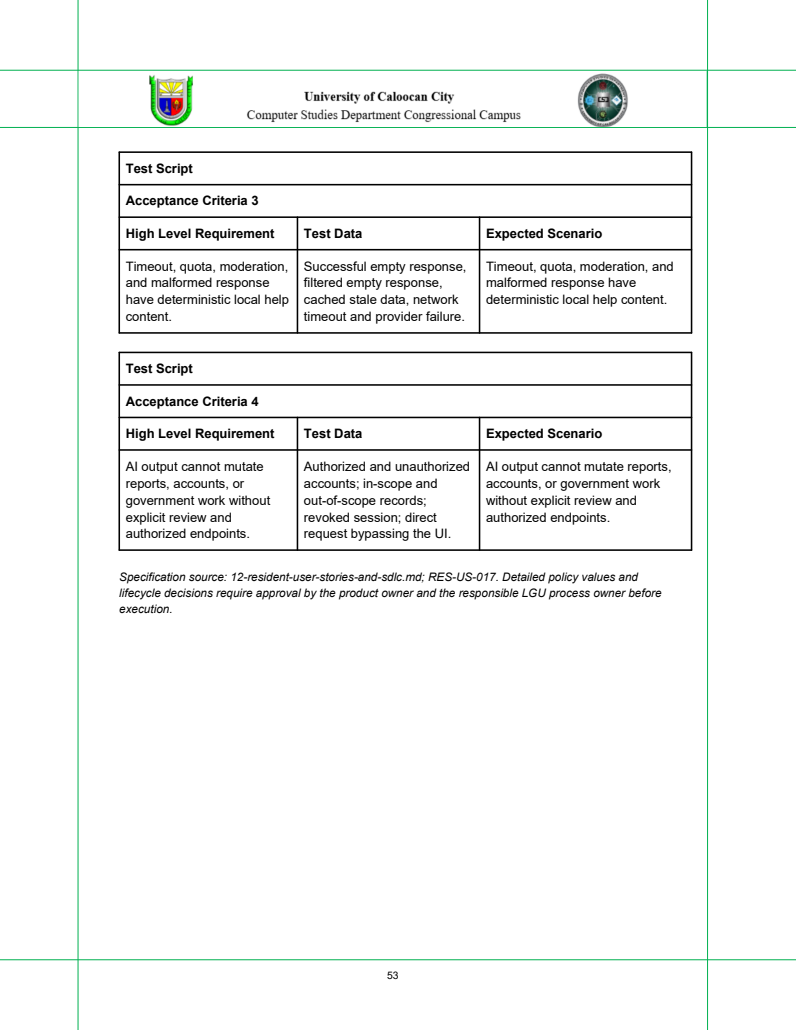 University of Caloocan City
Computer Studies Department Congressional Campus
Test Script
Acceptance Criteria 3
High Level Requirement
Test Data
Expected Scenario
Timeout, quota, moderation,
and malformed response
have deterministic local help
content.
Successful empty response,
filtered empty response,
cached stale data, network
timeout and provider failure.
Timeout, quota, moderation, and
malformed response have
deterministic local help content.
Test Script
Acceptance Criteria 4
High Level Requirement
Test Data
Expected Scenario
AI output cannot mutate
reports, accounts, or
government work without
explicit review and
authorized endpoints.
Authorized and unauthorized
accounts; in-scope and
out-of-scope records;
revoked session; direct
request bypassing the UI.
AI output cannot mutate reports,
accounts, or government work
without explicit review and
authorized endpoints.
Specification source: 12-resident-user-stories-and-sdlc.md; RES-US-017. Detailed policy values and
lifecycle decisions require approval by the product owner and the responsible LGU process owner before
execution.
53